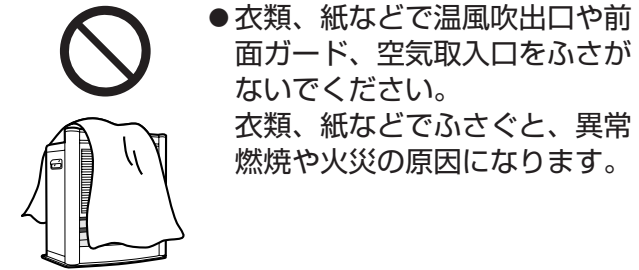 ●衣類、紙などで温風吹出口や前
面ガード、空気取入口をふさが
ないでください。
衣類、紙などでふさぐと、異常
燃焼や火災の原因になります。